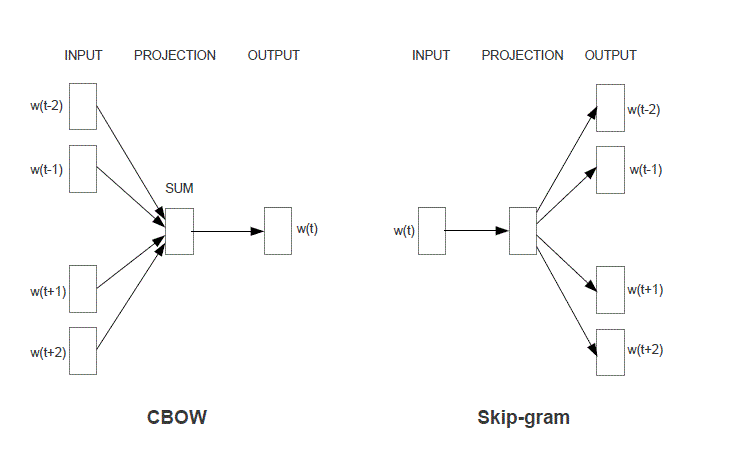 INPUT PROJECTION OUTPUT
w(t-2)
w(t-1)
SUM
w(t)
w(t+1)
w(t+2)
CBOW
INPUT PROJECTION OUTPUT
w(t-2)
w(t-1)
w(t)
w(t+1)
w(t+2)
Skip-gram